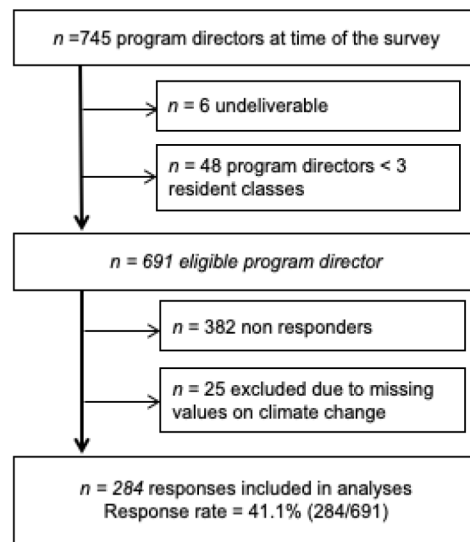 n =745 program directors at time of the survey
n = 6 undeliverable
n = 48 program directors < 3
resident classes
n = 691 eligible program director
n = 382 non responders
n = 25 excluded due to missing
values on climate change
n = 284 responses included in analyses
Response rate = 41.1% (284/691)